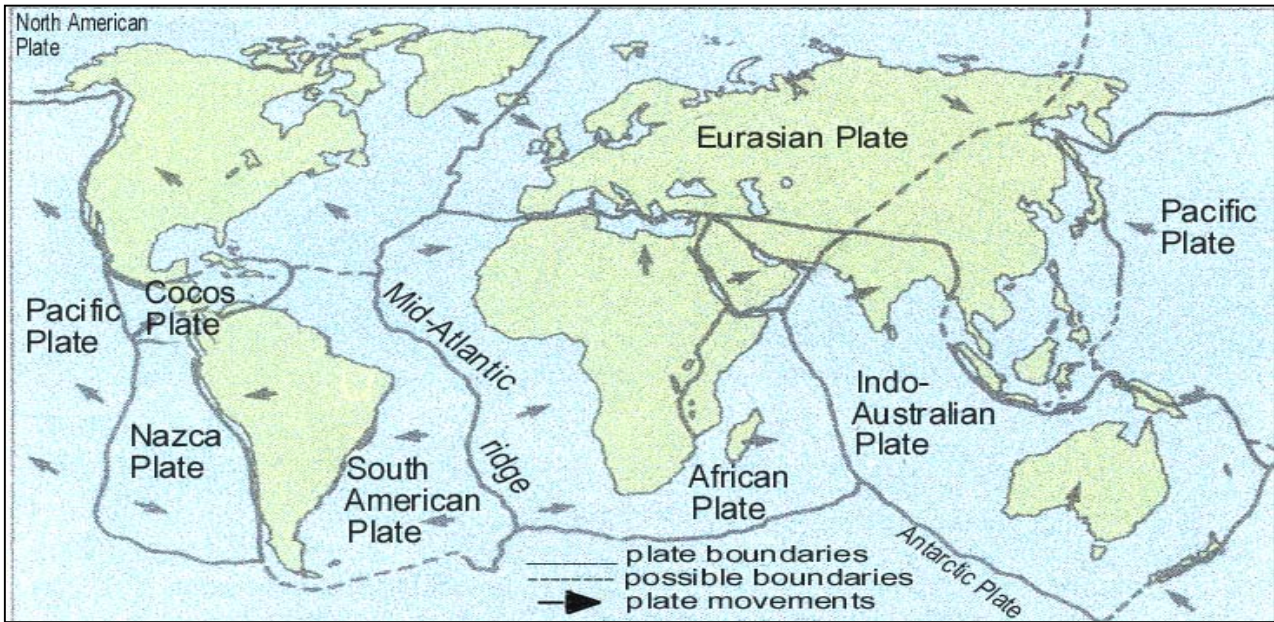 North American
Plate
Eurasian Plate
Pacific
Plate
Cocos
Plate
Pacific
Plate
Mid-Atlantic
ridge
Indo-
Australian
Plate
Nazca
Plate
South
American
Plate
African
Plate
Antarctic Plate
plate boundaries
possible boundaries
plate movements